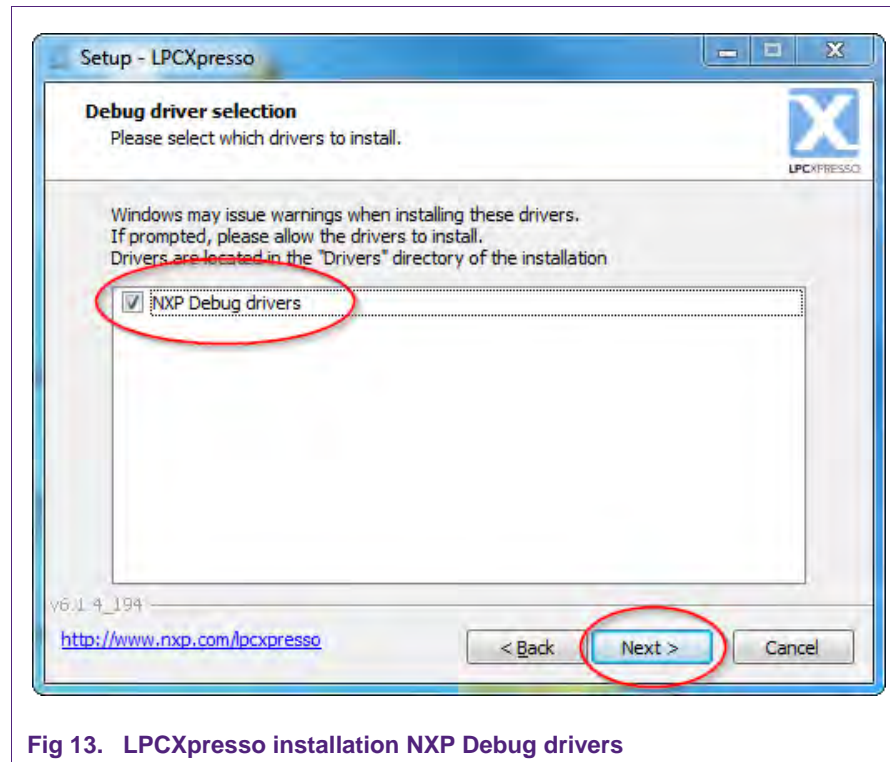 Setup - LPCXpresso
Debug driver selection
Please select which drivers to install.
LPCXPRESSO
Windows may issue warnings when installing these drivers.
If prompted, please allow the drivers to install.
Drivers are located in the "Drivers" directory of the installation
NXP Debug drivers
v6.1.4_194
http://www.nxp.com/lpcxpresso
< Back Next > Cancel
Fig 13. LPCXpresso installation NXP Debug drivers